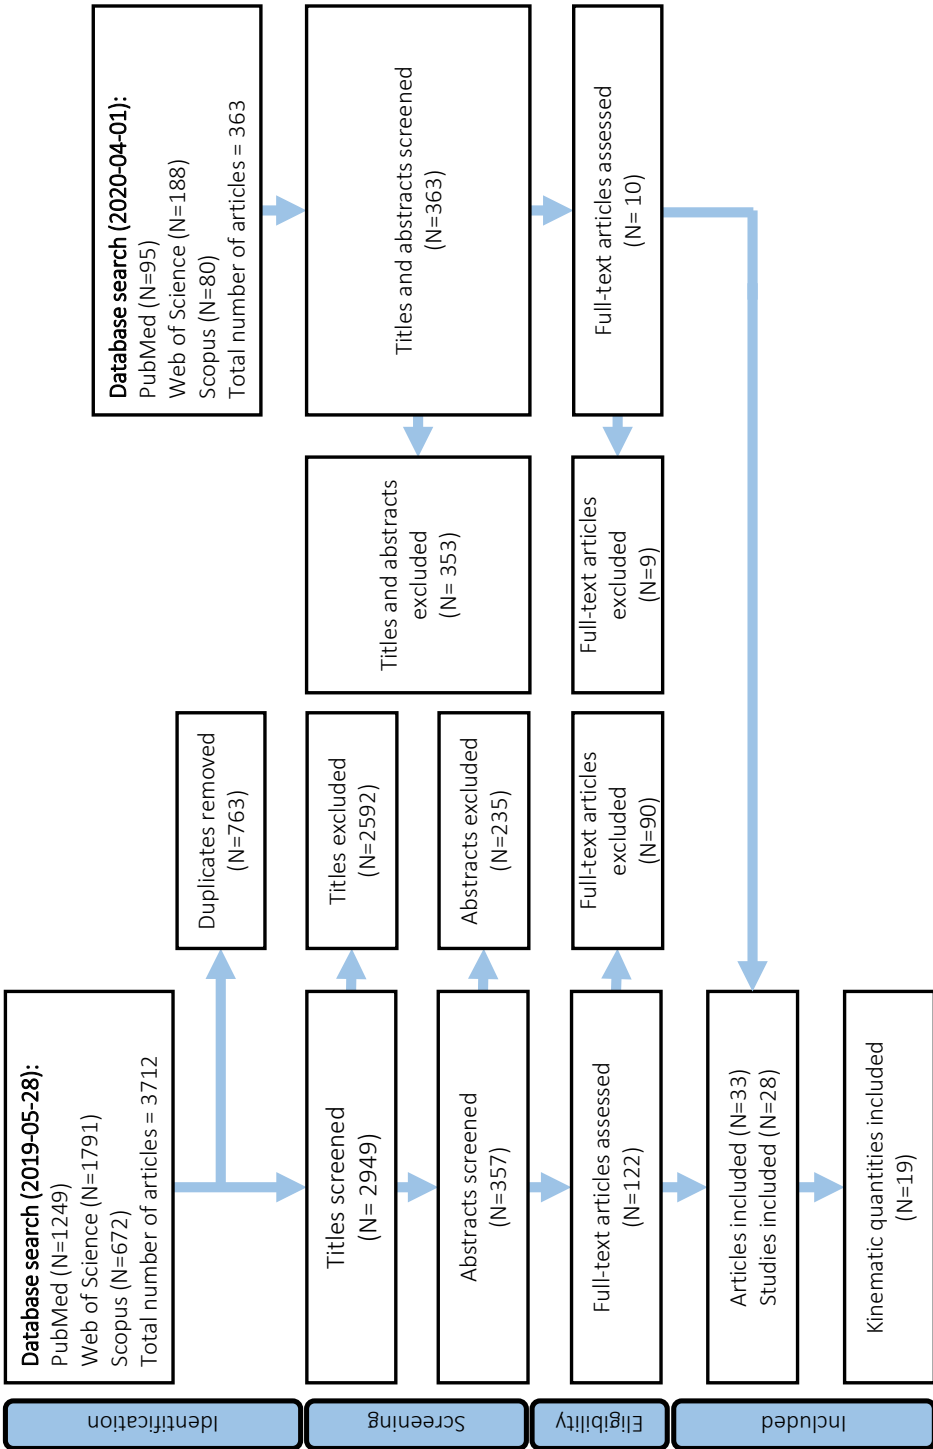 Identification
Screening
Eligibility
Included
Database search (2019-05-28):
PubMed (N=1249)
Web of Science (N=1791)
Scopus (N=672)
Total number of articles = 3712
Duplicates removed
(N=763)
Titles screened
(N= 2949)
Titles excluded
(N=2592)
Abstracts screened
(N=357)
Abstracts excluded
(N=235)
Full-text articles assessed
(N=122)
Full-text articles
excluded
(N=90)
Articles included (N=33)
Studies included (N=28)
Kinematic quantities included
(N=19)
Database search (2020-04-01):
PubMed (N=95)
Web of Science (N=188)
Scopus (N=80)
Total number of articles = 363
Titles and abstracts screened
(N=363)
Titles and abstracts
excluded
(N= 353)
Full-text articles assessed
(N= 10)
Full-text articles
excluded
(N=9)